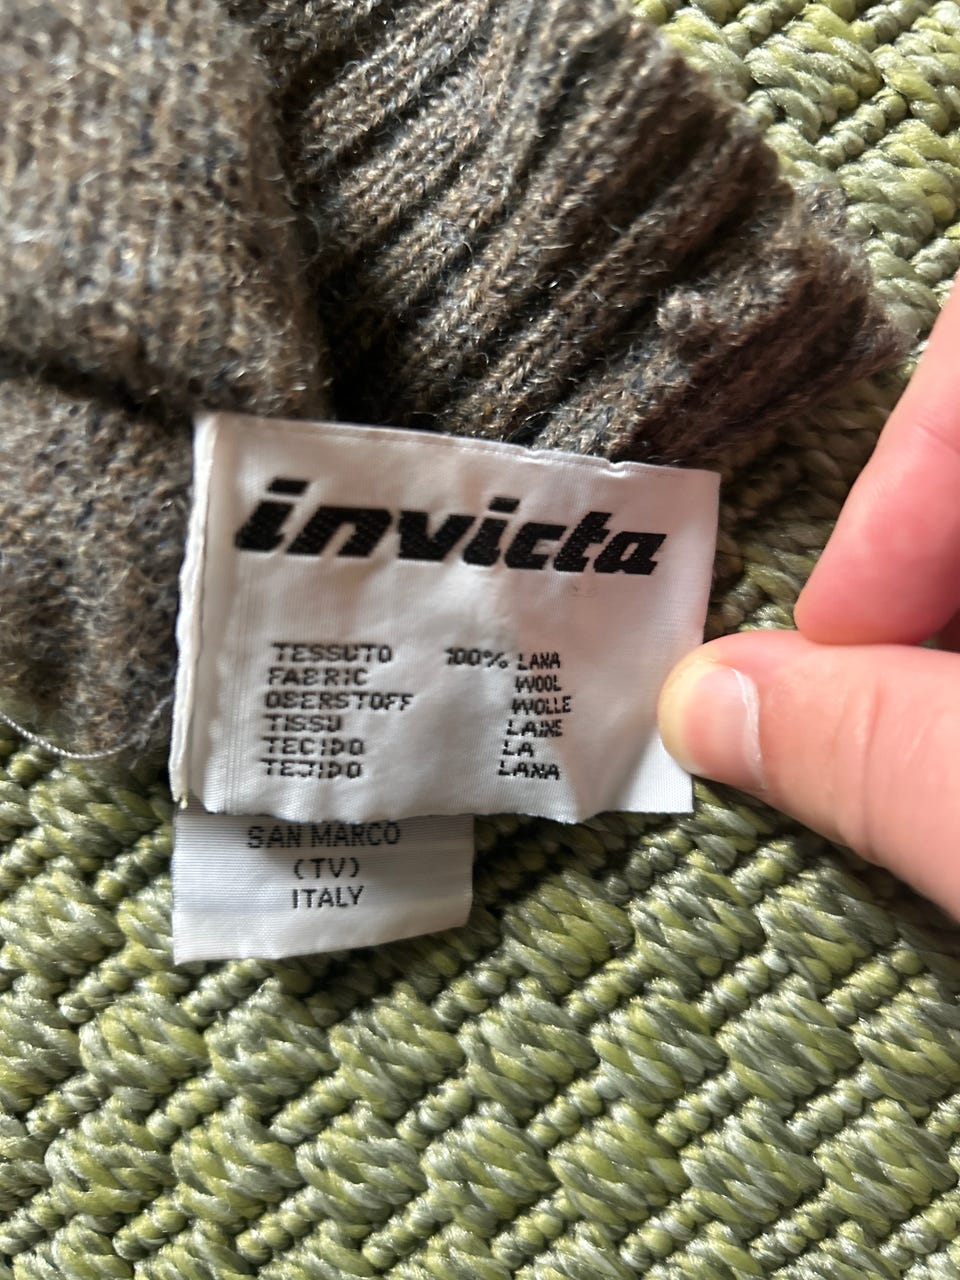 invicta
TESSUTO 100% LANA
FABRIC WOOL
OBERSTOFF WOLLE
TISSU LAINE
TECIDO LA
TEJIDO LANA
SAN MARCO
(TV)
ITALY